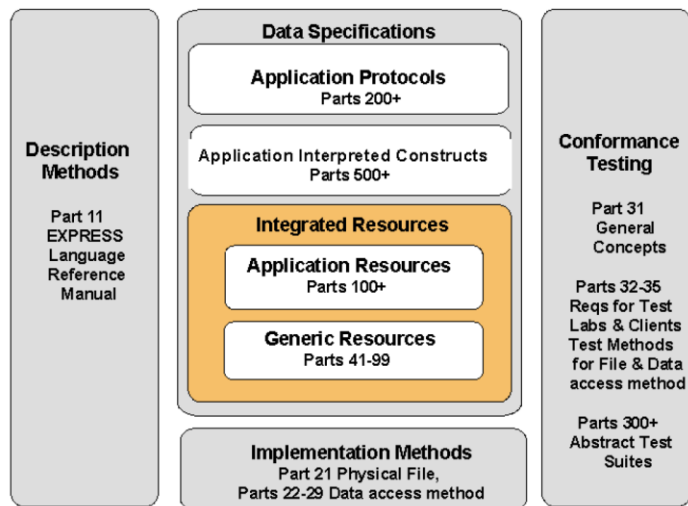 Description
Methods
Part 11
EXPRESS
Language
Reference
Manual
Data Specifications
Application Protocols
Parts 200+
Application Interpreted Constructs
Parts 500+
Integrated Resources
Application Resources
Parts 100+
Generic Resources
Parts 41-99
Implementation Methods
Part 21 Physical File,
Parts 22-29 Data access method
Conformance
Testing
Part 31
General
Concepts
Parts 32-35
Reqs for Test
Labs & Clients
Test Methods
for File & Data
access method
Parts 300+
Abstract Test
Suites